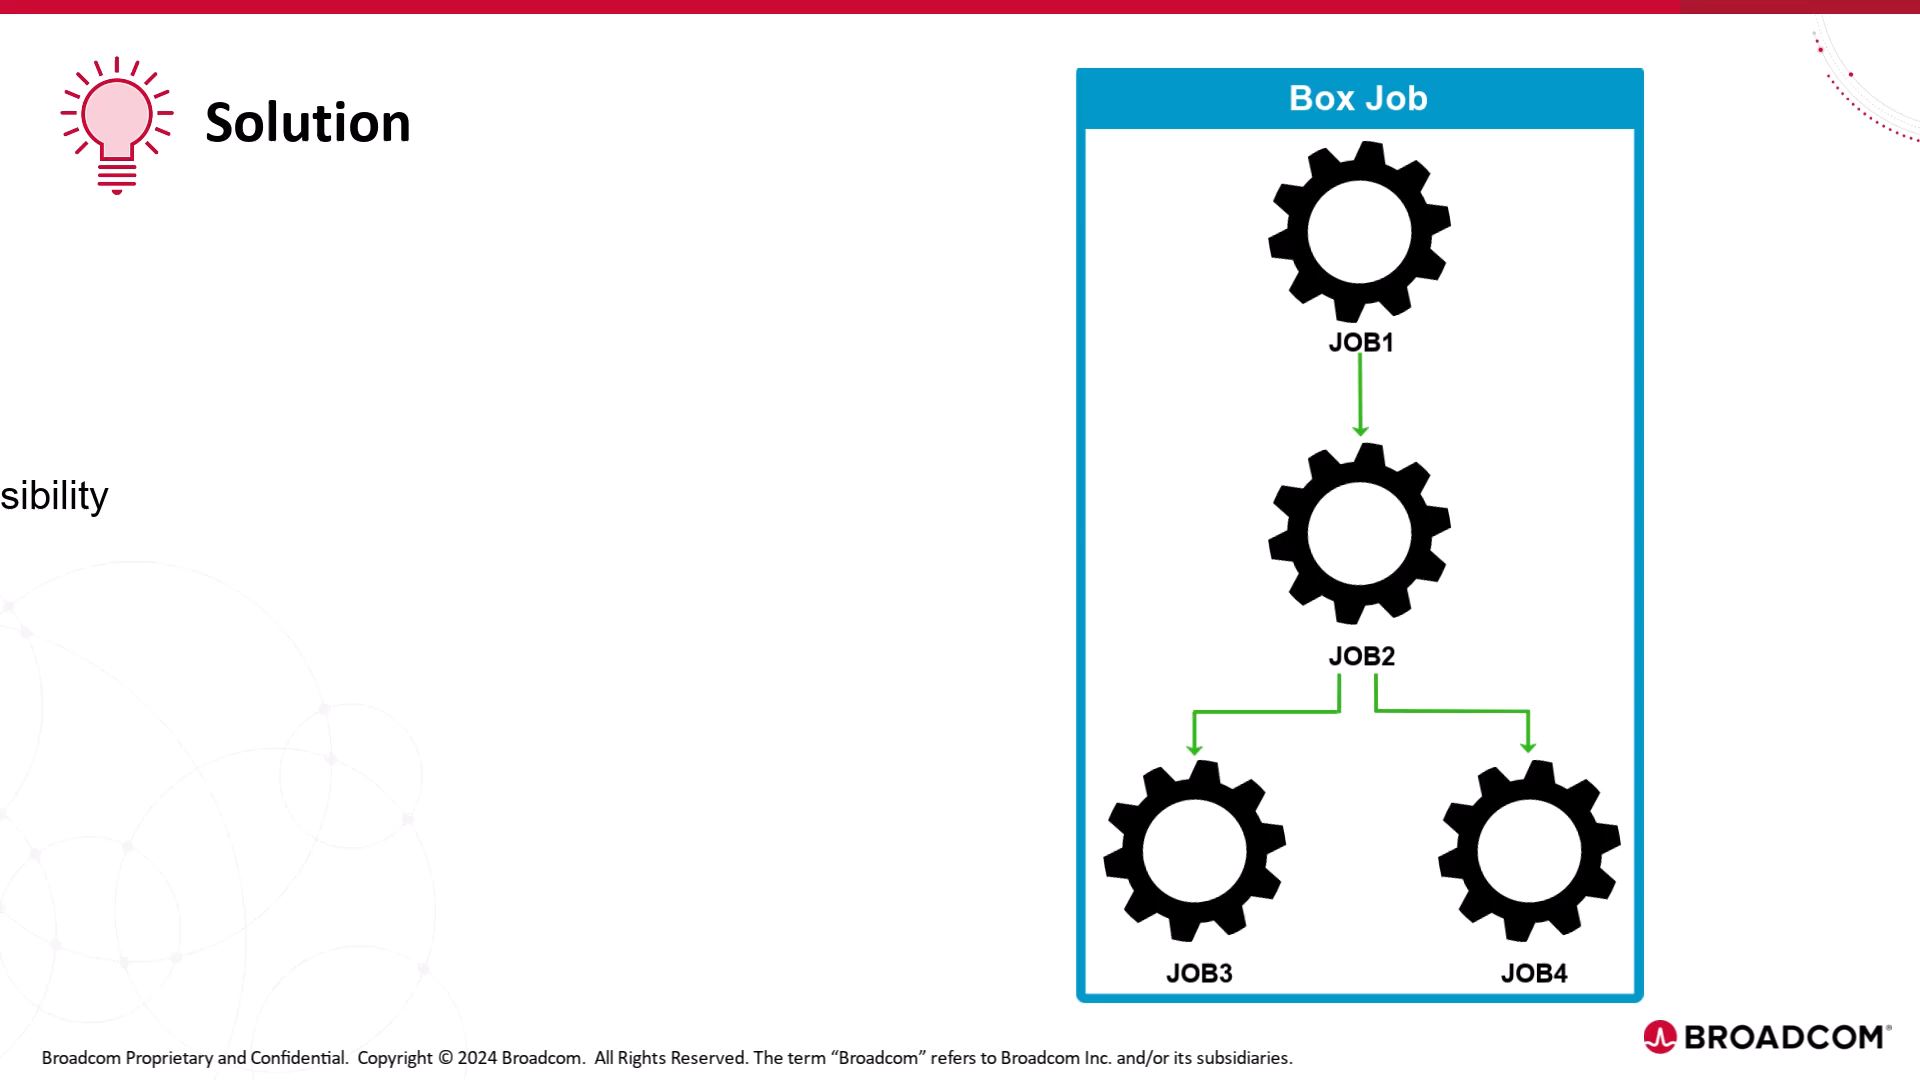 Solution
Box Job
JOB1
sibility
JOB2
JOB3
JOB4
BROADCOM®
Broadcom Proprietary and Confidential. Copyright © 2024 Broadcom. All Rights Reserved. The term “Broadcom” refers to Broadcom Inc. and/or its subsidiaries.